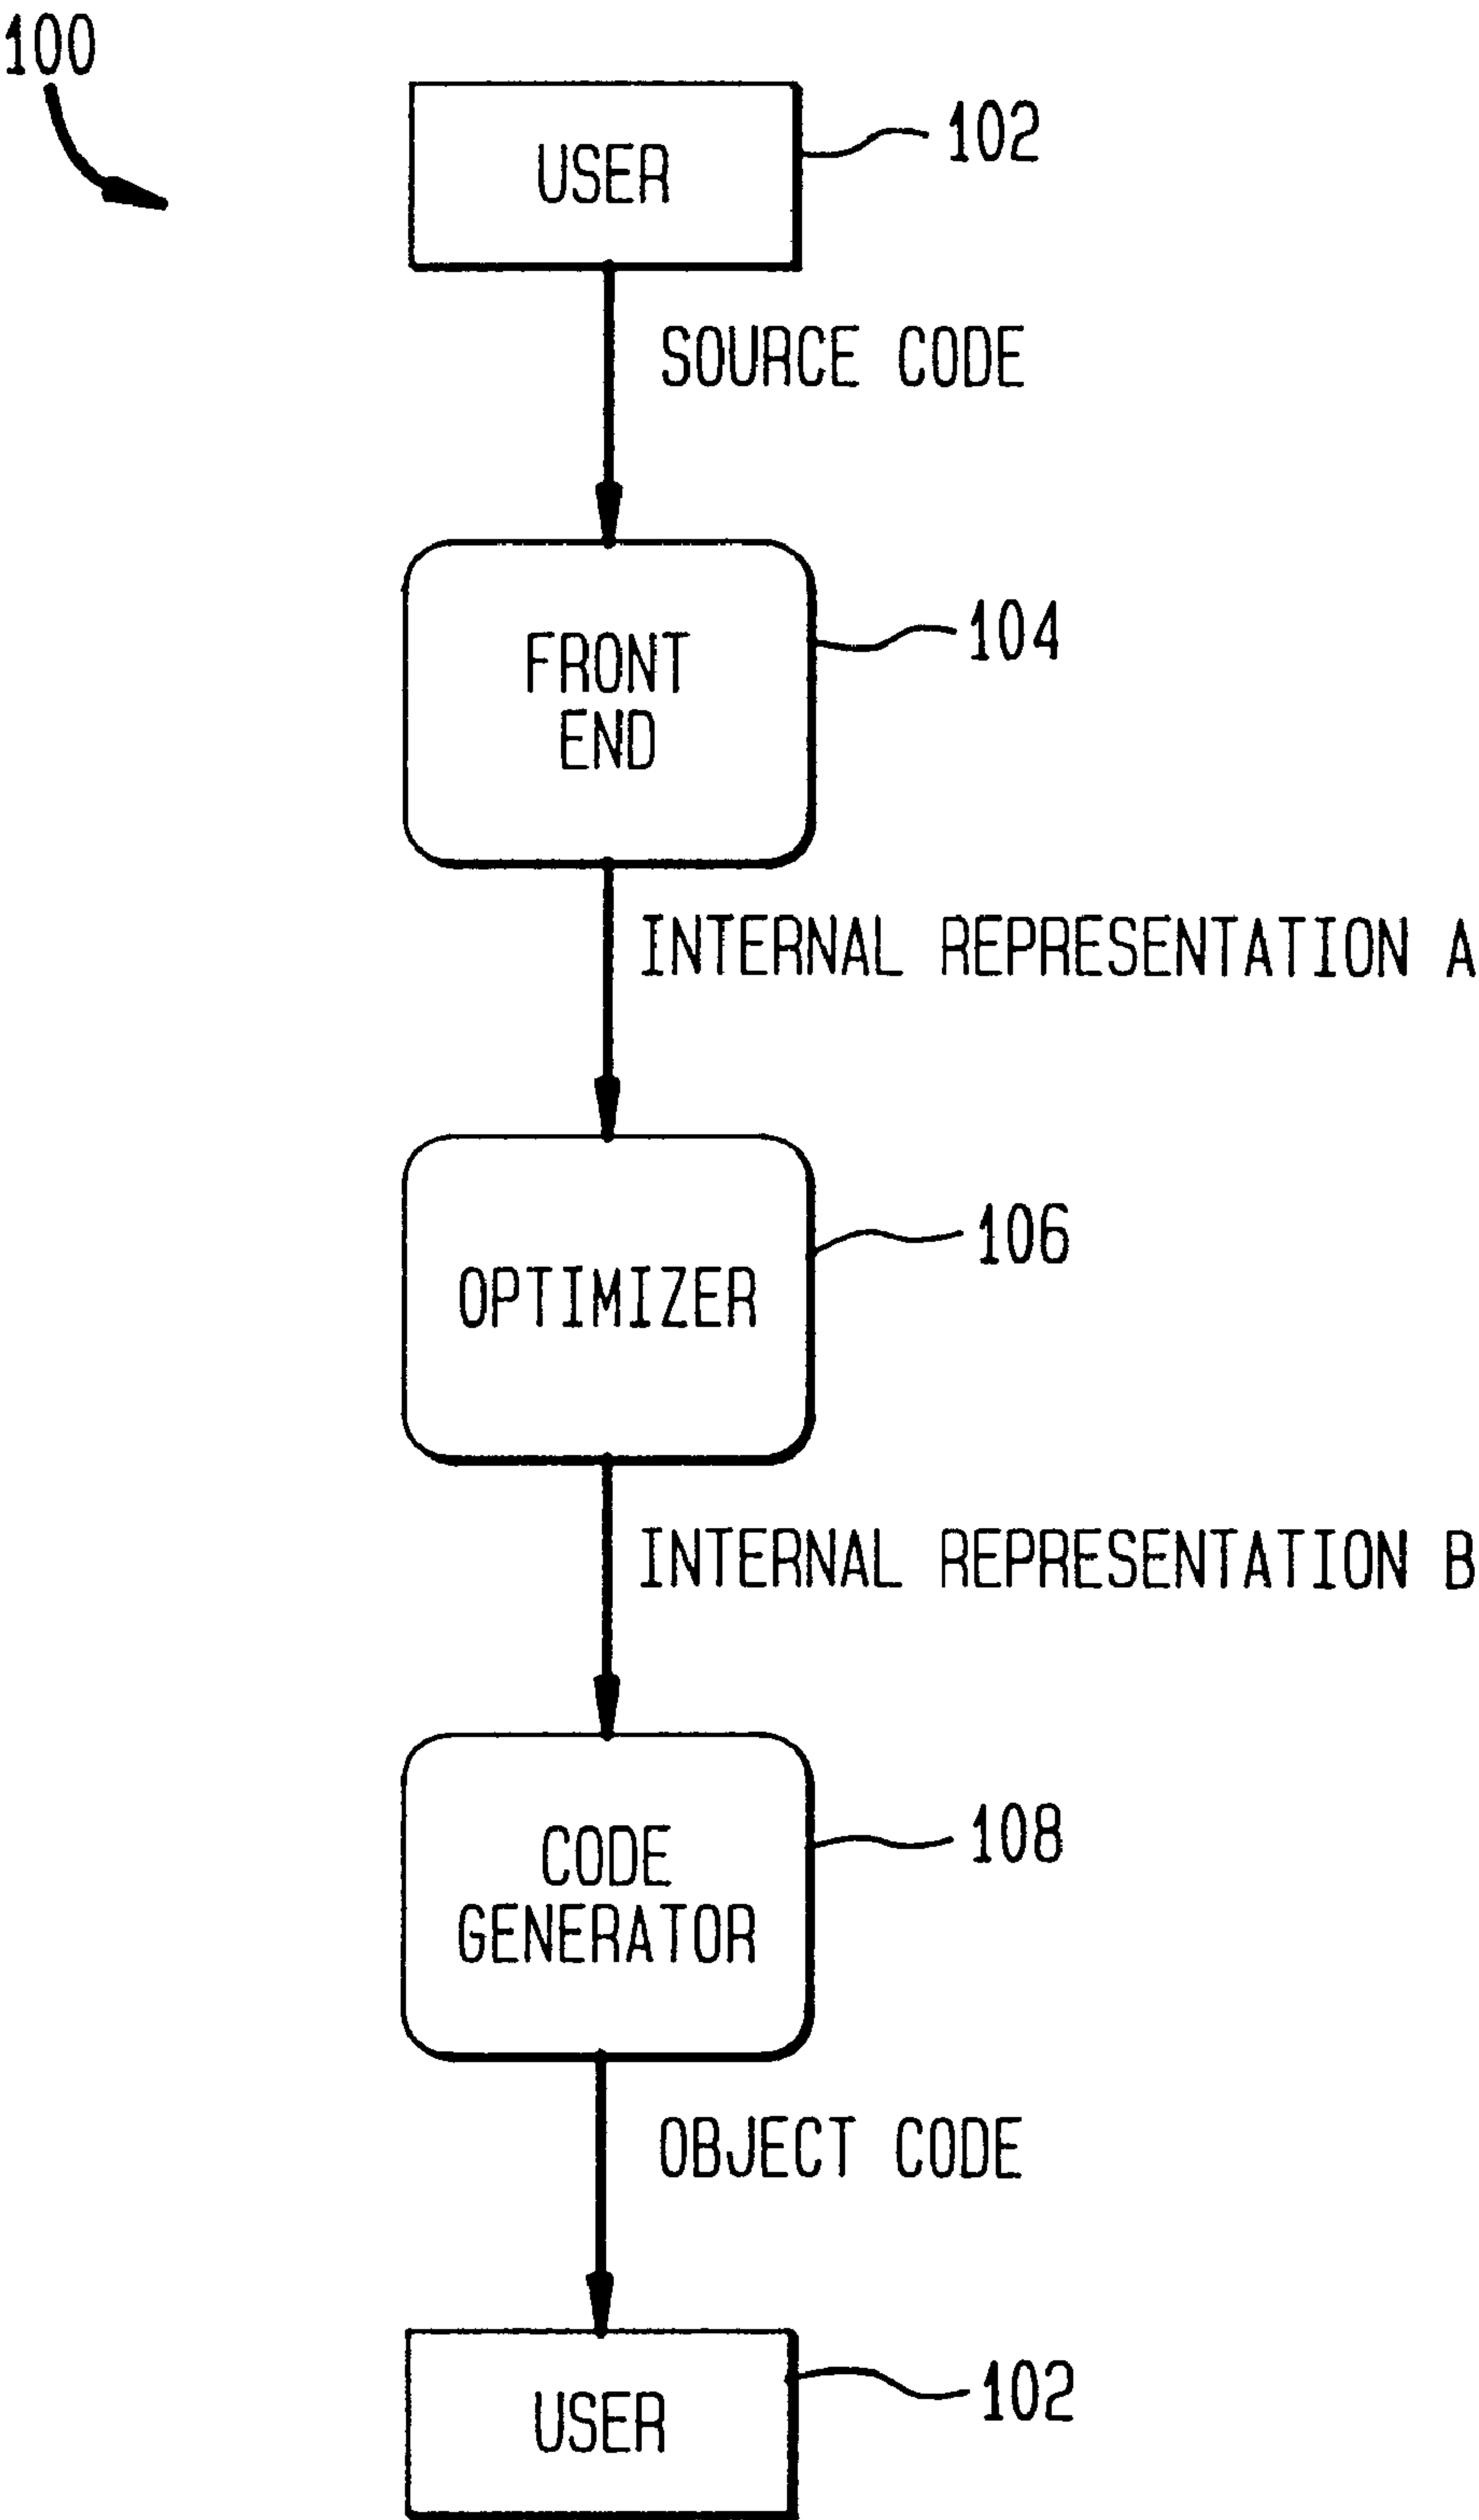 100
USER
102
SOURCE CODE
FRONT
END
104
INTERNAL REPRESENTATION A
OPTIMIZER
106
INTERNAL REPRESENTATION B
CODE
GENERATOR
108
OBJECT CODE
USER
102